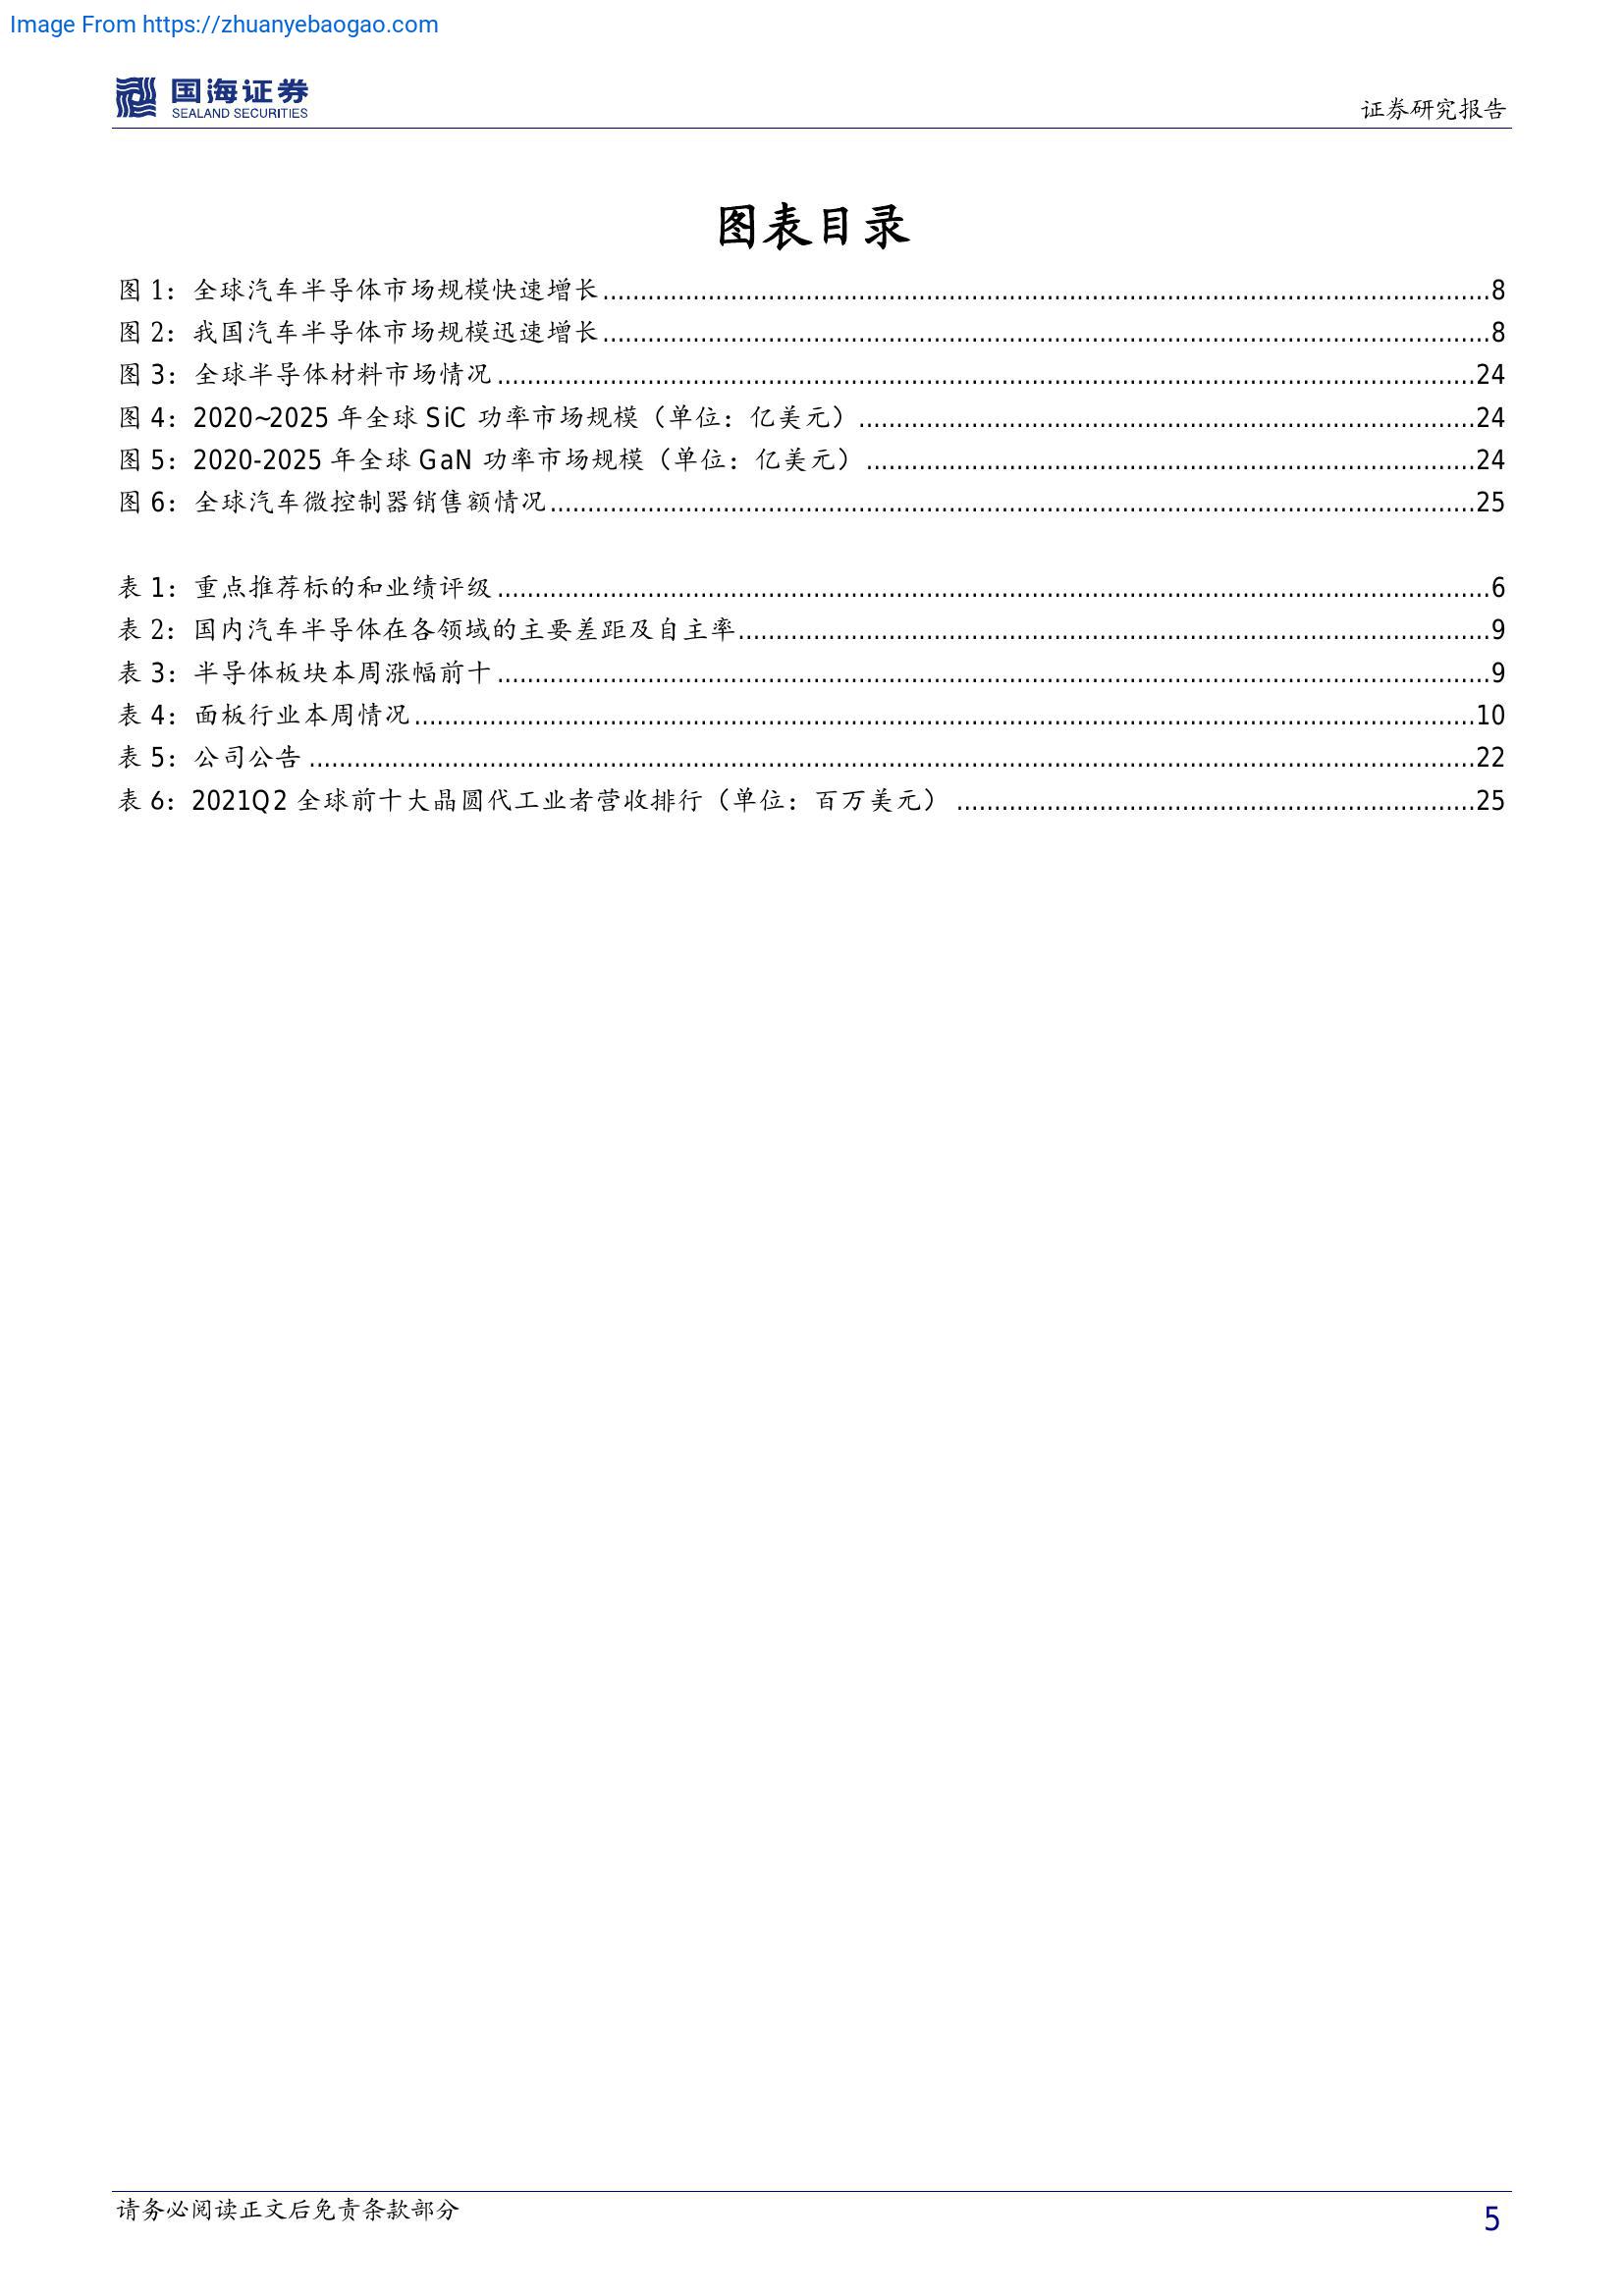 Image From https://zhuanyebaogao.com
国海证券
SEALAND SECURITIES
证券研究报告
图表目录
图 1：全球汽车半导体市场规模快速增长........................................8
图 2：我国汽车半导体市场规模迅速增长........................................8
图 3：全球半导体材料市场情况........................................24
图 4：2020~2025 年全球 SiC 功率市场规模（单位：亿美元）........................................24
图 5：2020-2025 年全球 GaN 功率市场规模（单位：亿美元）........................................24
图 6：全球汽车微控制器销售额情况........................................25
表 1：重点推荐标的和业绩评级........................................6
表 2：国内汽车半导体在各领域的主要差距及自主率........................................9
表 3：半导体板块本周涨幅前十........................................9
表 4：面板行业本周情况........................................10
表 5：公司公告........................................22
表 6：2021Q2 全球前十大晶圆代工业者营收排行（单位：百万美元）........................................25
请务必阅读正文后免责条款部分
5